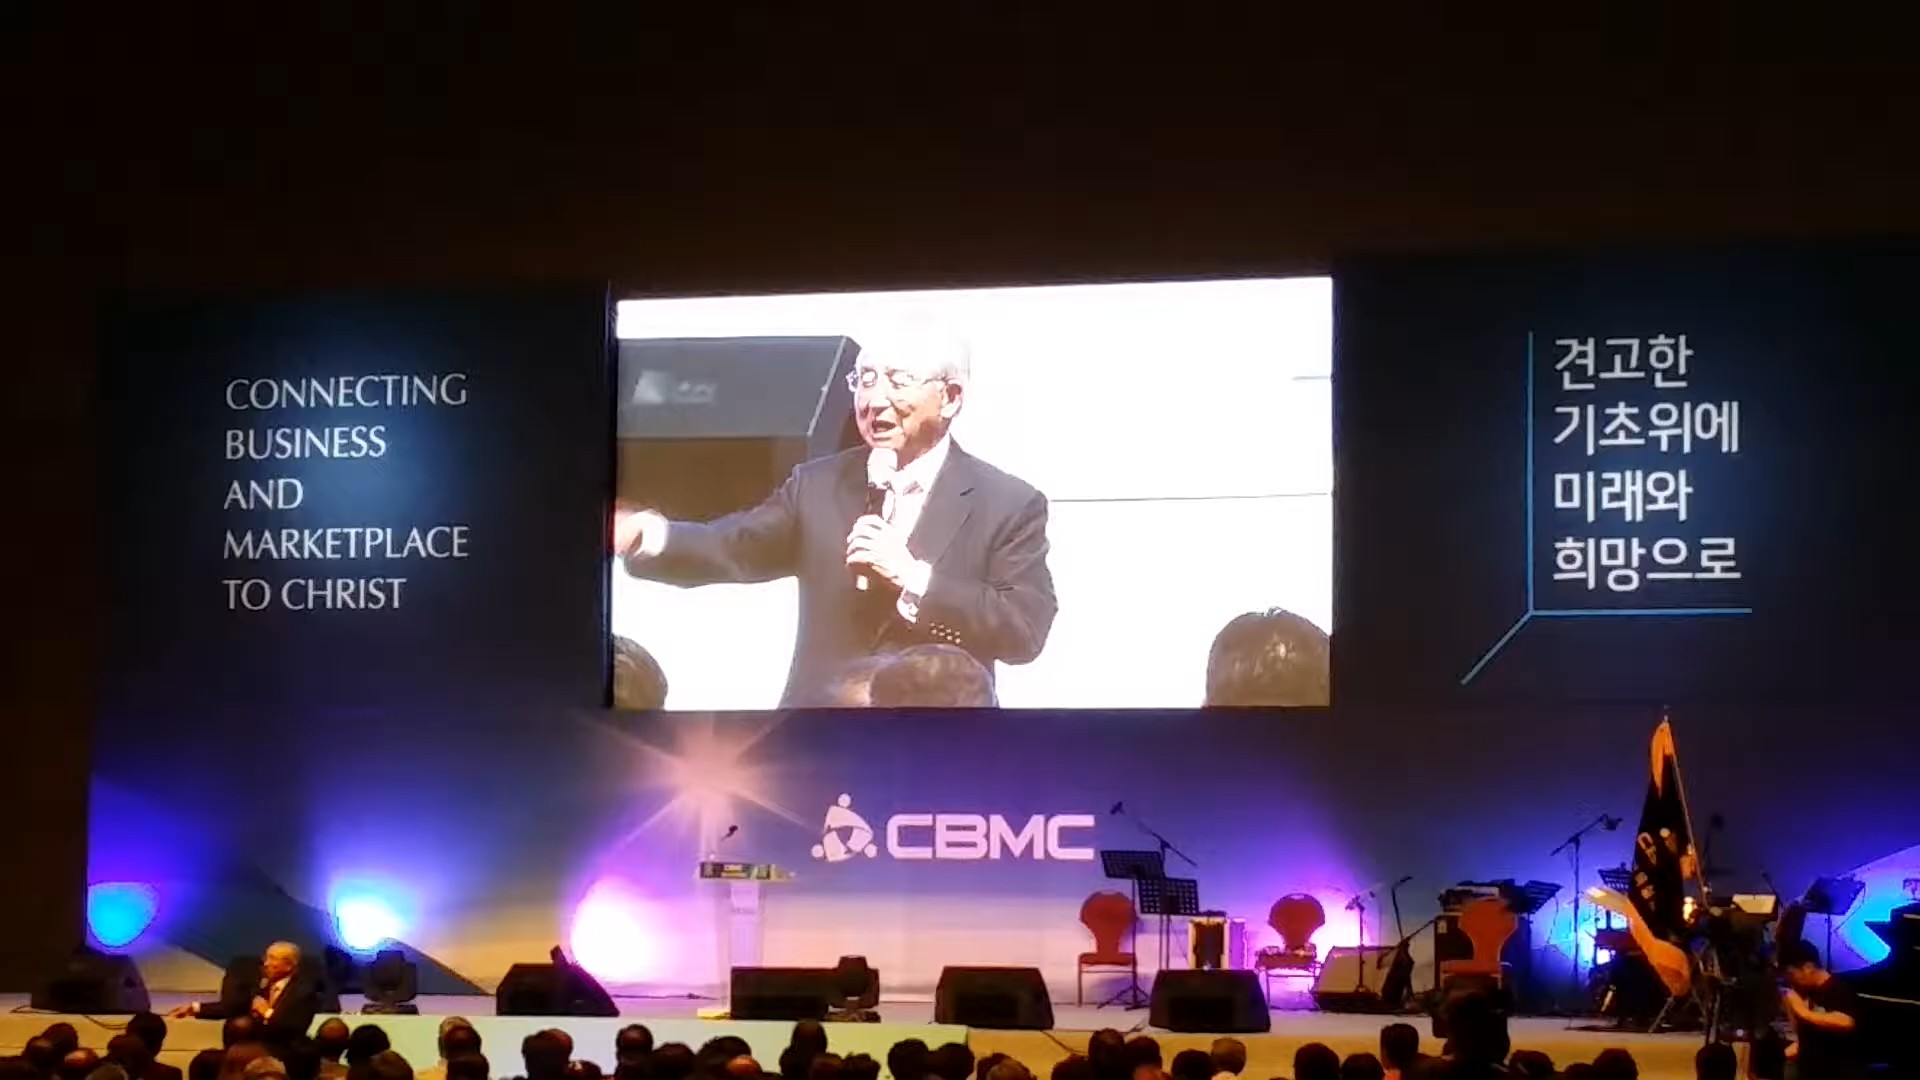 CONNECTING
BUSINESS
AND
MARKETPLACE
TO CHRIST
견고한
기초위에
미래와
희망으로
CBMC